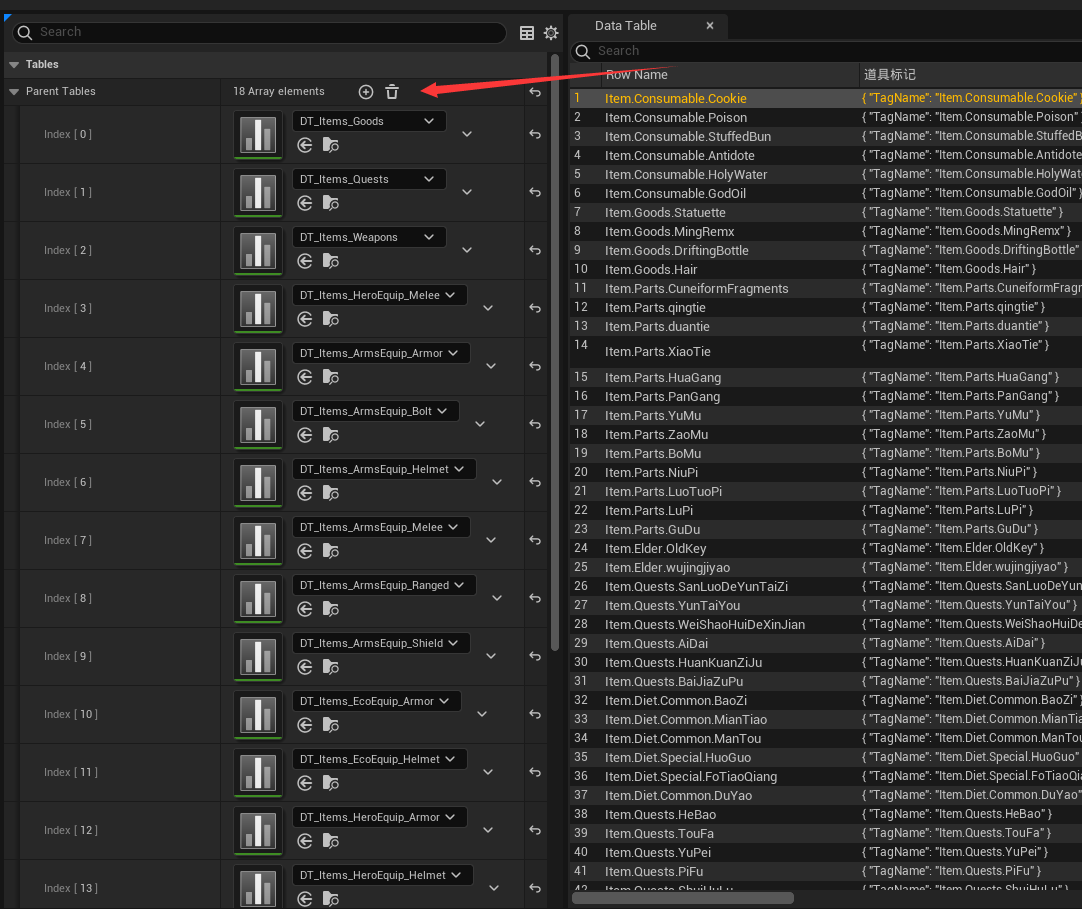 Search
Tables
Parent Tables
18 Array elements
Index [ 0 ]
DT_Items_Goods
Index [ 1 ]
DT_Items_Quests
Index [ 2 ]
DT_Items_Weapons
Index [ 3 ]
DT_Items_HeroEquip_Melee
Index [ 4 ]
DT_Items_ArmsEquip_Armor
Index [ 5 ]
DT_Items_ArmsEquip_Bolt
Index [ 6 ]
DT_Items_ArmsEquip_Helmet
Index [ 7 ]
DT_Items_ArmsEquip_Melee
Index [ 8 ]
DT_Items_ArmsEquip_Ranged
Index [ 9 ]
DT_Items_ArmsEquip_Shield
Index [ 10 ]
DT_Items_EcoEquip_Armor
Index [ 11 ]
DT_Items_EcoEquip_Helmet
Index [ 12 ]
DT_Items_HeroEquip_Armor
Index [ 13 ]
DT_Items_HeroEquip_Helmet
Data Table
Search
Row Name 道具标记
1 Item.Consumable.Cookie { "TagName": "Item.Consumable.Cookie" }
2 Item.Consumable.Poison { "TagName": "Item.Consumable.Poison" }
3 Item.Consumable.StuffedBun { "TagName": "Item.Consumable.StuffedB
4 Item.Consumable.Antidote { "TagName": "Item.Consumable.Antidote
5 Item.Consumable.HolyWater { "TagName": "Item.Consumable.HolyWat
6 Item.Consumable.GodOil { "TagName": "Item.Consumable.GodOil" }
7 Item.Goods.Statuette { "TagName": "Item.Goods.Statuette" }
8 Item.Goods.MingRemx { "TagName": "Item.Goods.MingRemx" }
9 Item.Goods.DriftingBottle { "TagName": "Item.Goods.DriftingBottle"
10 Item.Goods.Hair { "TagName": "Item.Goods.Hair" }
11 Item.Parts.CuneiformFragments { "TagName": "Item.Parts.CuneiformFragm
12 Item.Parts.qingtie { "TagName": "Item.Parts.qingtie" }
13 Item.Parts.duantie { "TagName": "Item.Parts.duantie" }
14 Item.Parts.XiaoTie { "TagName": "Item.Parts.XiaoTie" }
15 Item.Parts.HuaGang { "TagName": "Item.Parts.HuaGang" }
16 Item.Parts.PanGang { "TagName": "Item.Parts.PanGang" }
17 Item.Parts.YuMu { "TagName": "Item.Parts.YuMu" }
18 Item.Parts.ZaoMu { "TagName": "Item.Parts.ZaoMu" }
19 Item.Parts.BoMu { "TagName": "Item.Parts.BoMu" }
20 Item.Parts.NiuPi { "TagName": "Item.Parts.NiuPi" }
21 Item.Parts.LuoTuoPi { "TagName": "Item.Parts.LuoTuoPi" }
22 Item.Parts.LuPi { "TagName": "Item.Parts.LuPi" }
23 Item.Parts.GuDu { "TagName": "Item.Parts.GuDu" }
24 Item.Elder.OldKey { "TagName": "Item.Elder.OldKey" }
25 Item.Elder.wujingjiyao { "TagName": "Item.Elder.wujingjiyao" }
26 Item.Quests.SanLuoDeYunTaiZi { "TagName": "Item.Quests.SanLuoDeYun
27 Item.Quests.YunTaiYou { "TagName": "Item.Quests.YunTaiYou" }
28 Item.Quests.WeiShaoHuiDeXinJian { "TagName": "Item.Quests.WeiShaoHuiDe
29 Item.Quests.AiDai { "TagName": "Item.Quests.AiDai" }
30 Item.Quests.HuanKuanZiJu { "TagName": "Item.Quests.HuanKuanZiJu
31 Item.Quests.BaiJiaZuPu { "TagName": "Item.Quests.BaiJiaZuPu" }
32 Item.Diet.Common.BaoZi { "TagName": "Item.Diet.Common.BaoZi" }
33 Item.Diet.Common.MianTiao { "TagName": "Item.Diet.Common.MianTia
34 Item.Diet.Common.ManTou { "TagName": "Item.Diet.Common.ManTou
35 Item.Diet.Special.HuoGuo { "TagName": "Item.Diet.Special.HuoGuo"
36 Item.Diet.Special.FoTiaoQiang { "TagName": "Item.Diet.Special.FoTiaoQi
37 Item.Diet.Common.DuYao { "TagName": "Item.Diet.Common.DuYao"
38 Item.Quests.HeBao { "TagName": "Item.Quests.HeBao" }
39 Item.Quests.TouFa { "TagName": "Item.Quests.TouFa" }
40 Item.Quests.YuPei { "TagName": "Item.Quests.YuPei" }
41 Item.Quests.PiFu { "TagName": "Item.Quests.PiFu" }